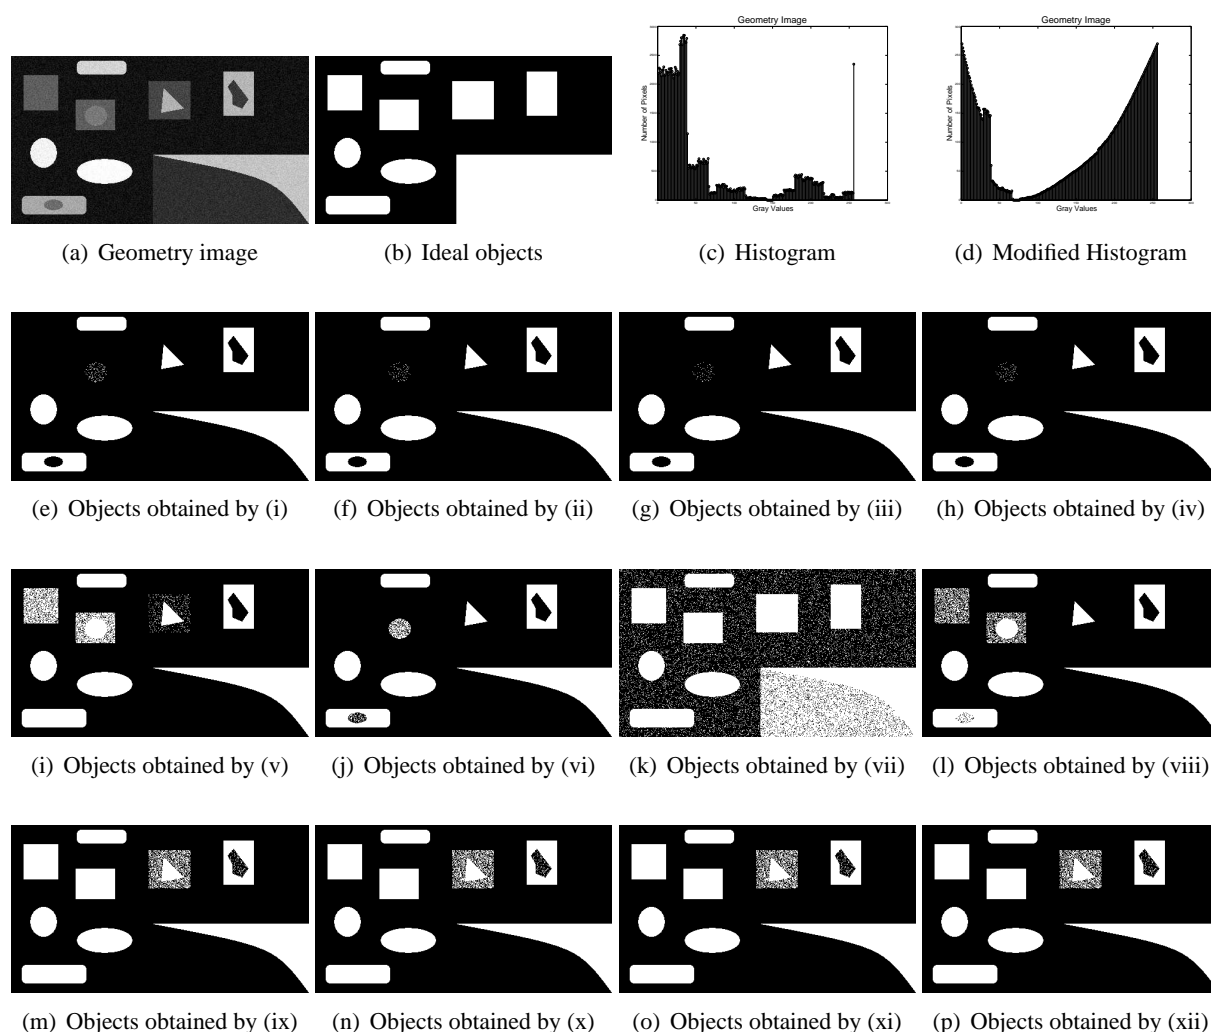 Geometry Image
Number of Pixels
Gray Values
Geometry Image
Number of Pixels
Gray Values
(a) Geometry image
(b) Ideal objects
(c) Histogram
(d) Modified Histogram
(e) Objects obtained by (i)
(f) Objects obtained by (ii)
(g) Objects obtained by (iii)
(h) Objects obtained by (iv)
(i) Objects obtained by (v)
(j) Objects obtained by (vi)
(k) Objects obtained by (vii)
(l) Objects obtained by (viii)
(m) Objects obtained by (ix)
(n) Objects obtained by (x)
(o) Objects obtained by (xi)
(p) Objects obtained by (xii)